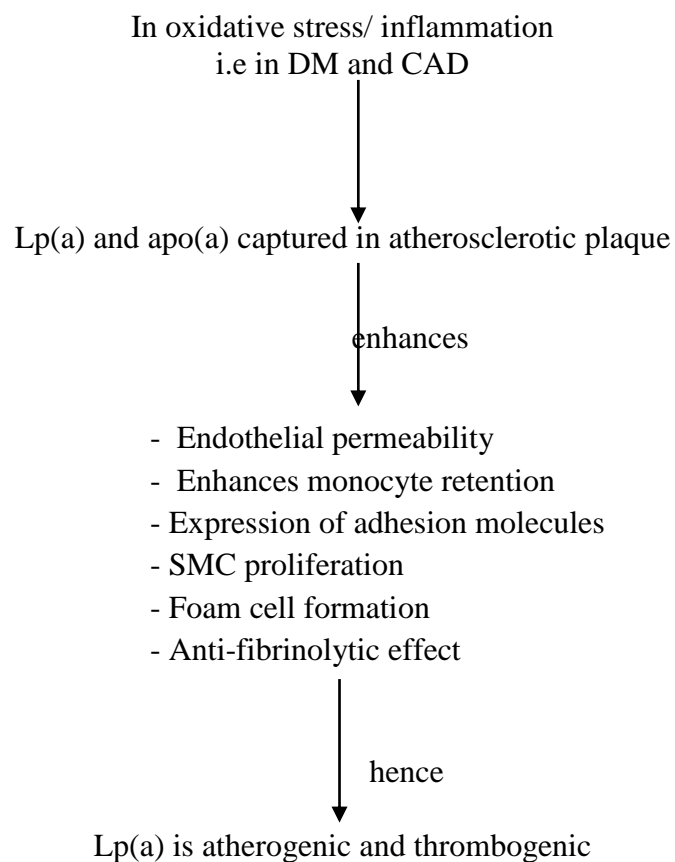 In oxidative stress/ inflammation
i.e in DM and CAD
Lp(a) and apo(a) captured in atherosclerotic plaque
enhances
- Endothelial permeability
- Enhances monocyte retention
- Expression of adhesion molecules
- SMC proliferation
- Foam cell formation
- Anti-fibrinolytic effect
hence
Lp(a) is atherogenic and thrombogenic